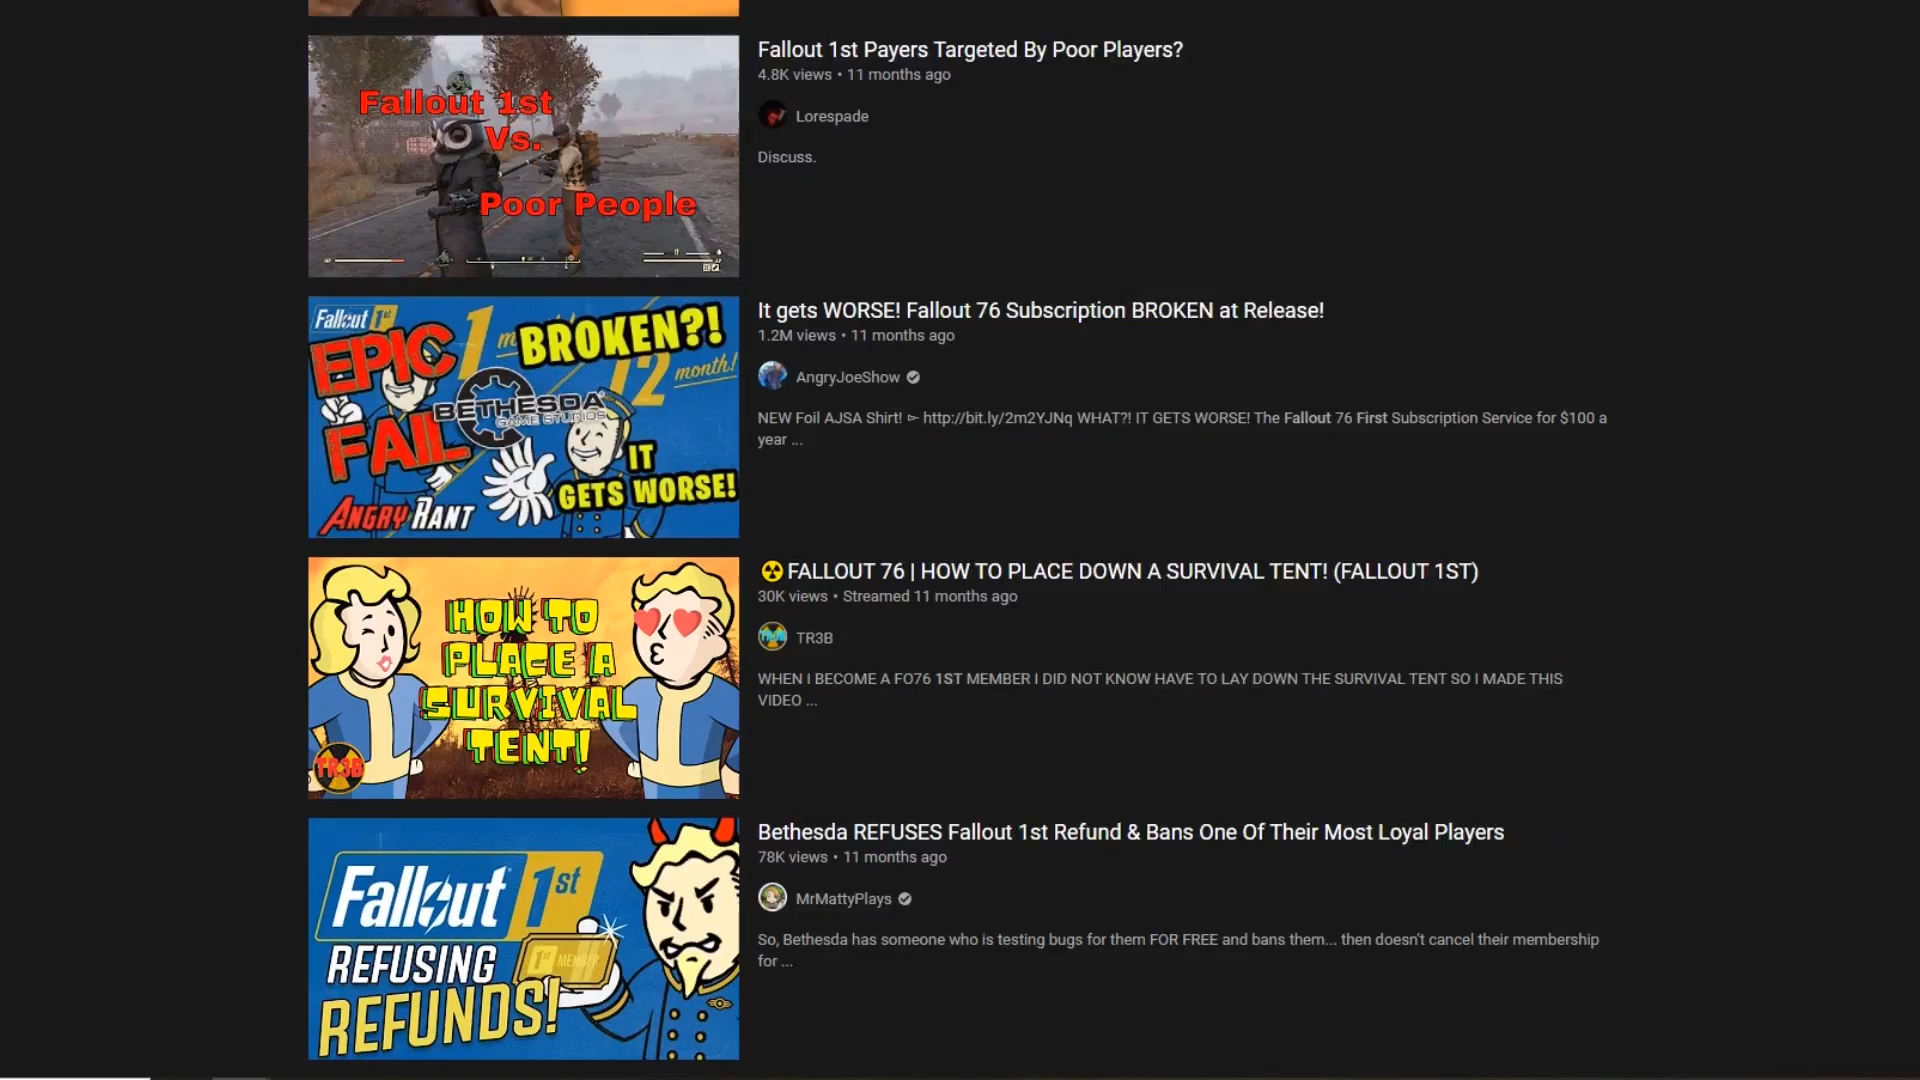 Fallout 1st
Vs.
Poor People
Fallout 1st Payers Targeted By Poor Players?
4.8K views • 11 months ago
Lorespade
Discuss.
Fallout 1st
EPIC
FAIL
1
BROKEN?!
12
month!
BETHESDA
GAME STUDIOS
IT
GETS WORSE!
ANGRY RANT
It gets WORSE! Fallout 76 Subscription BROKEN at Release!
1.2M views • 11 months ago
AngryJoeShow
NEW Foil AJSA Shirt! ▻ http://bit.ly/2m2YJNq WHAT?! IT GETS WORSE! The Fallout 76 First Subscription Service for $100 a
year ...
HOW TO
PLACE A
SURVIVAL
TENT!
TR3B
☢FALLOUT 76 | HOW TO PLACE DOWN A SURVIVAL TENT! (FALLOUT 1ST)
30K views • Streamed 11 months ago
TR3B
WHEN I BECOME A FO76 1ST MEMBER I DID NOT KNOW HAVE TO LAY DOWN THE SURVIVAL TENT SO I MADE THIS
VIDEO ...
Fallout 1st
REFUSING
REFUNDS!
1st MEMBER
Bethesda REFUSES Fallout 1st Refund & Bans One Of Their Most Loyal Players
78K views • 11 months ago
MrMattyPlays
So, Bethesda has someone who is testing bugs for them FOR FREE and bans them... then doesn't cancel their membership
for ...